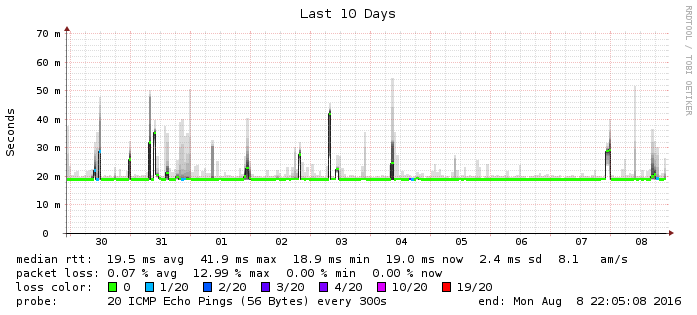 Last 10 Days
RRDTOOL / TOBI OETIKER
Seconds
70 m
60 m
50 m
40 m
30 m
20 m
10 m
0
30 31 01 02 03 04 05 06 07 08
median rtt: 19.5 ms avg 41.9 ms max 18.9 ms min 19.0 ms now 2.4 ms sd 8.1 am/s
packet loss: 0.07 % avg 12.99 % max 0.00 % min 0.00 % now
loss color: 0 1/20 2/20 3/20 4/20 10/20 19/20
probe: 20 ICMP Echo Pings (56 Bytes) every 300s end: Mon Aug 8 22:05:08 2016